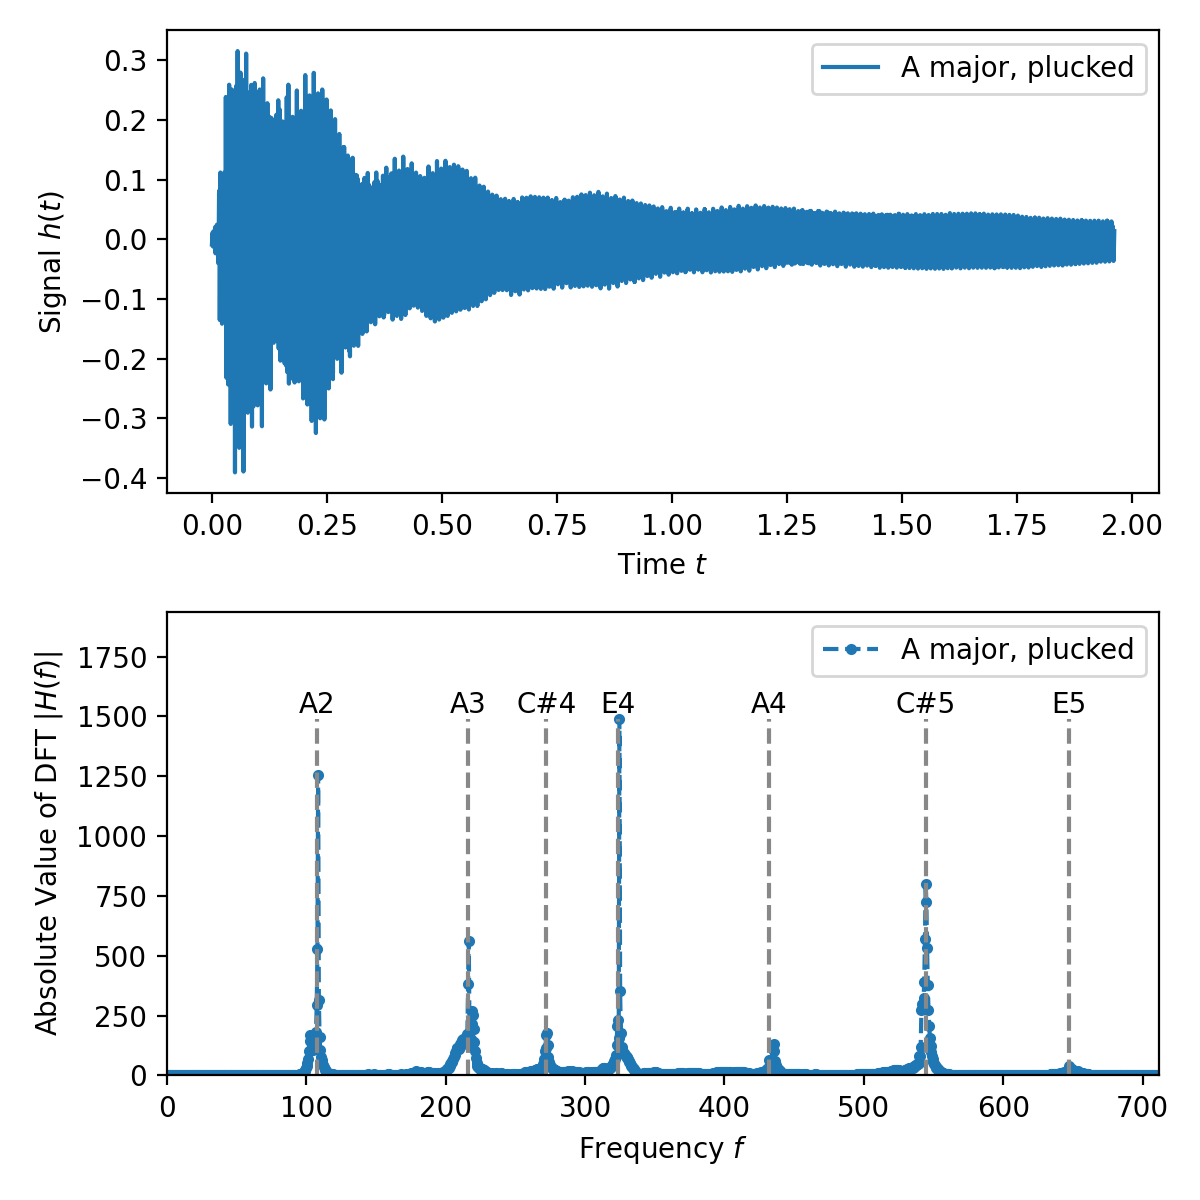 A major, plucked
0.3
0.2
0.1
0.0
−0.1
−0.2
−0.3
−0.4
Signal h(t)
0.00 0.25 0.50 0.75 1.00 1.25 1.50 1.75 2.00
Time t
A major, plucked
1750
1500
1250
1000
750
500
250
0
Absolute Value of DFT |H(f)|
A2 A3 C#4 E4 A4 C#5 E5
0 100 200 300 400 500 600 700
Frequency f